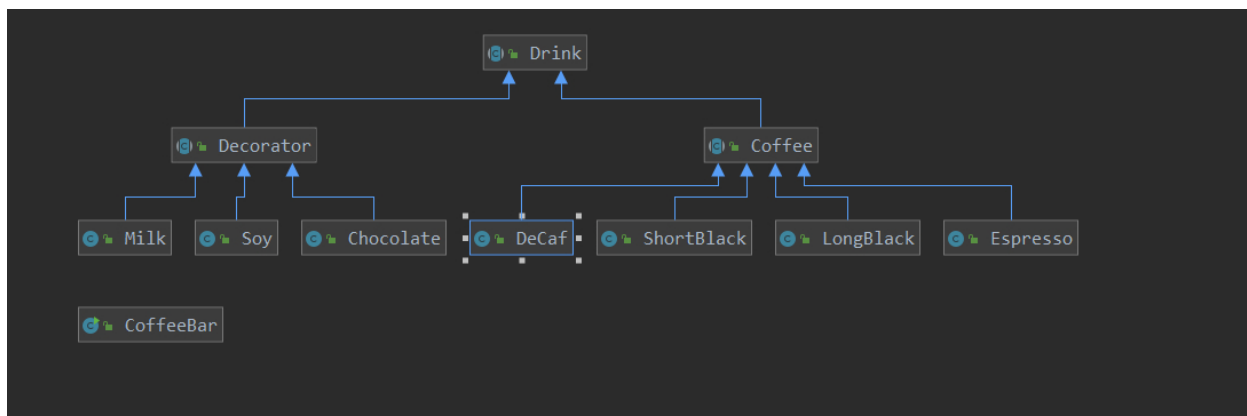 Drink
Decorator Coffee
Milk Soy Chocolate DeCaf ShortBlack LongBlack Espresso
CoffeeBar